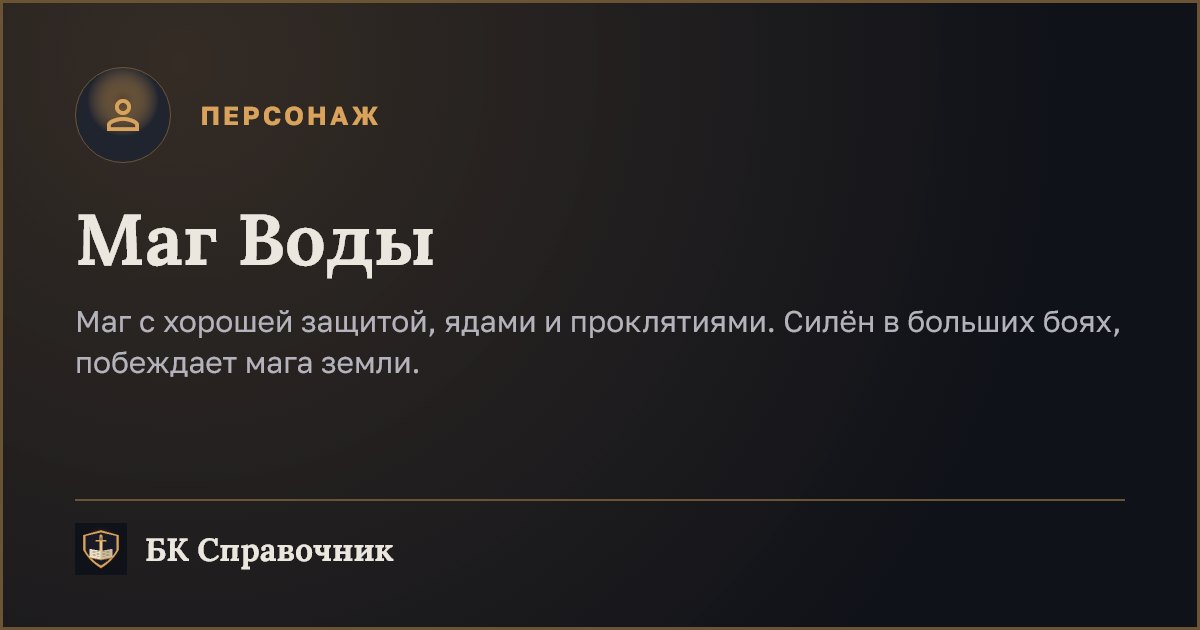 ПЕРСОНАЖ
Маг Воды
Маг с хорошей защитой, ядами и проклятиями. Силён в больших боях,
побеждает мага земли.
БК Справочник